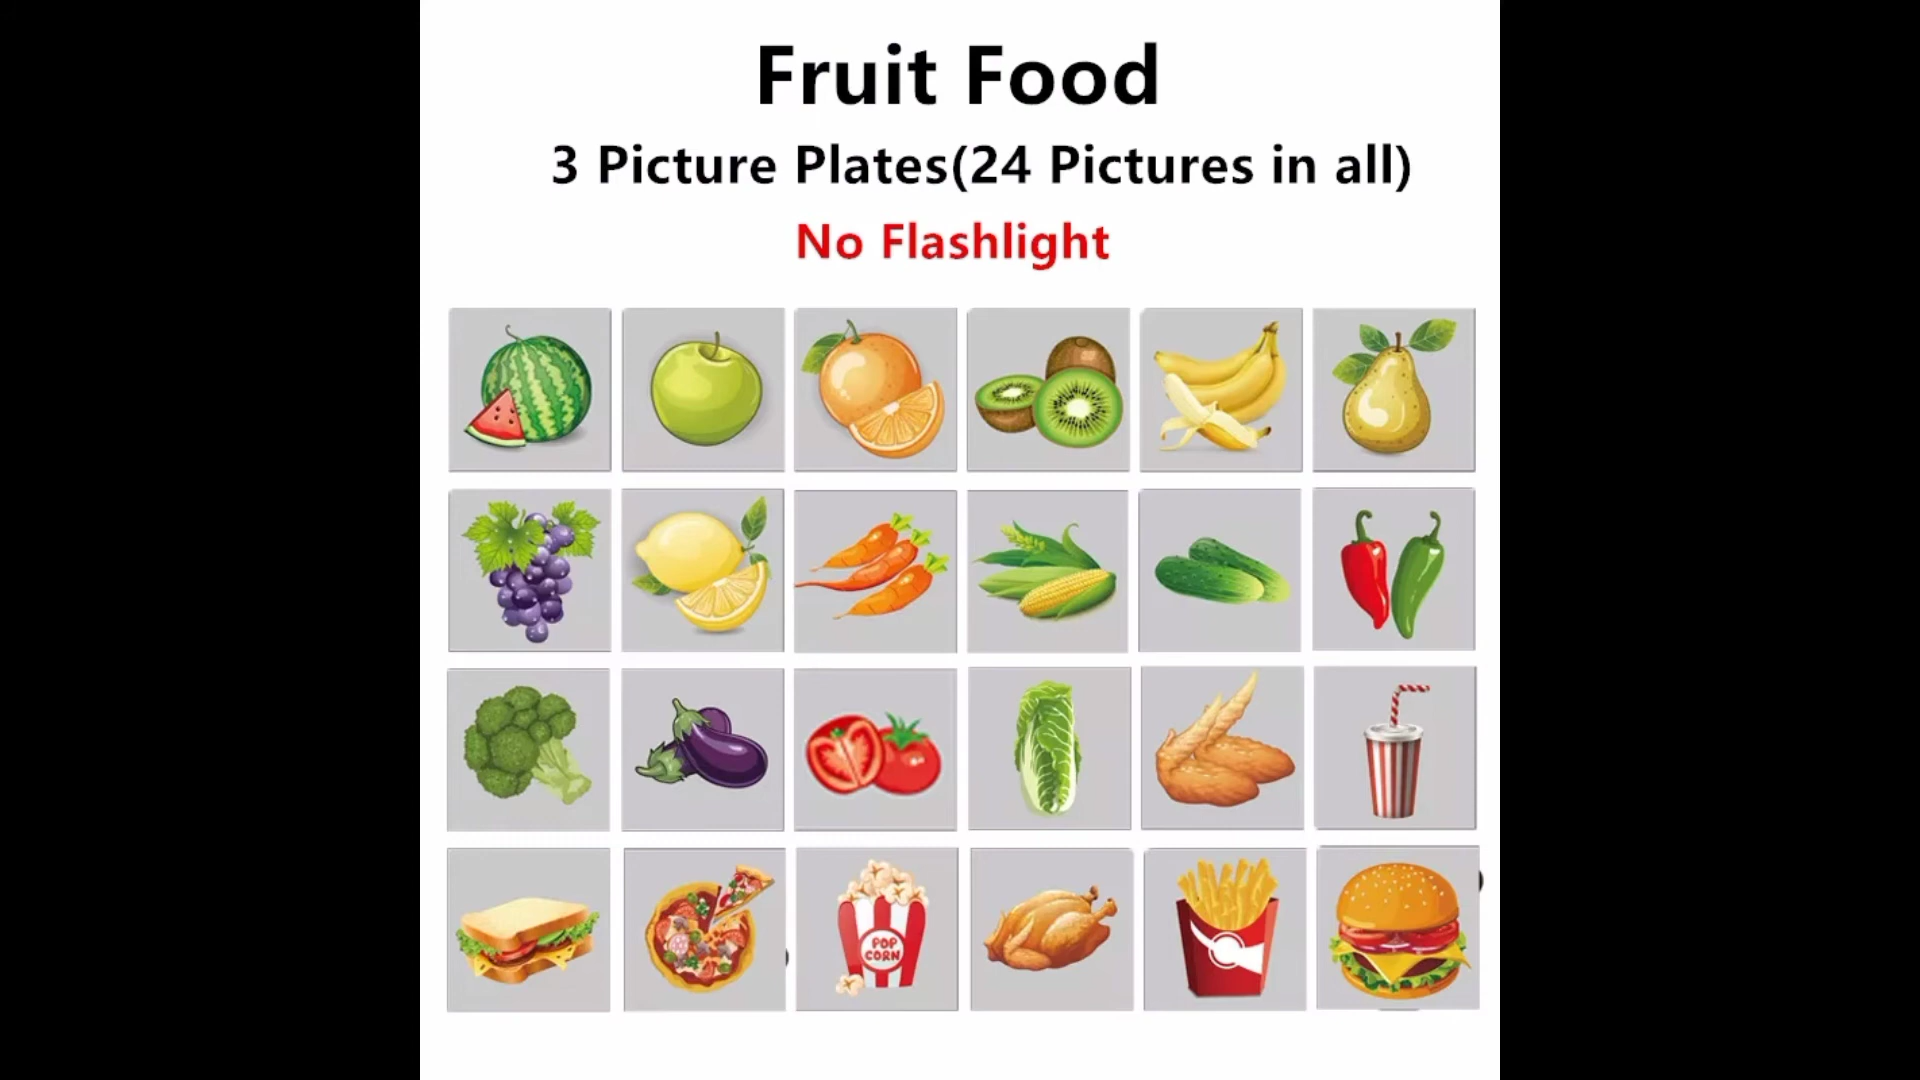 Fruit Food
3 Picture Plates(24 Pictures in all)
No Flashlight
POP
CORN